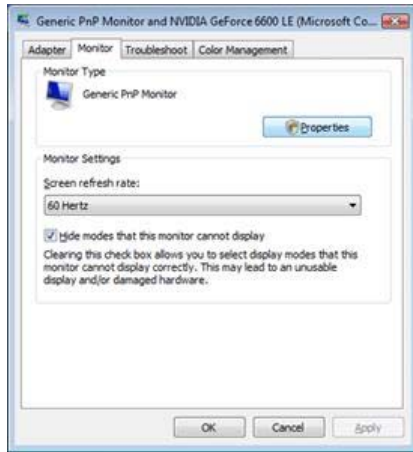 Generic PnP Monitor and NVIDIA GeForce 6600 LE (Microsoft Co...
Adapter Monitor Troubleshoot Color Management
Monitor Type
Generic PnP Monitor
Properties
Monitor Settings
Screen refresh rate:
60 Hertz
Hide modes that this monitor cannot display
Clearing this check box allows you to select display modes that this
monitor cannot display correctly. This may lead to an unusable
display and/or damaged hardware.
OK Cancel Apply